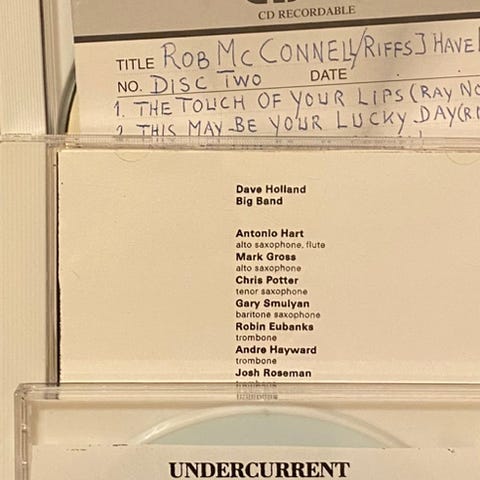 CD RECORDABLE
TITLE ROB MCCONNELL/RIFFS I HAVE
NO. DISC TWO DATE
1. THE TOUCH OF YOUR LIPS (RAY NO
2 THIS MAY BE YOUR LUCKY DAY (R.
Dave Holland
Big Band
Antonio Hart
alto saxophone, flute
Mark Gross
alto saxophone
Chris Potter
tenor saxophone
Gary Smulyan
baritone saxophone
Robin Eubanks
trombone
Andre Hayward
trombone
Josh Roseman
trombone
UNDERCURRENT